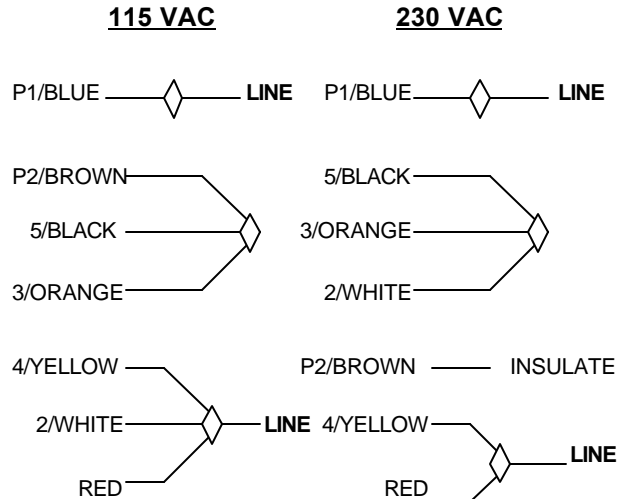 115 VAC
P1/BLUE LINE
P2/BROWN
5/BLACK
3/ORANGE
4/YELLOW
2/WHITE LINE
RED
230 VAC
P1/BLUE LINE
5/BLACK
3/ORANGE
2/WHITE
P2/BROWN INSULATE
4/YELLOW
LINE
RED